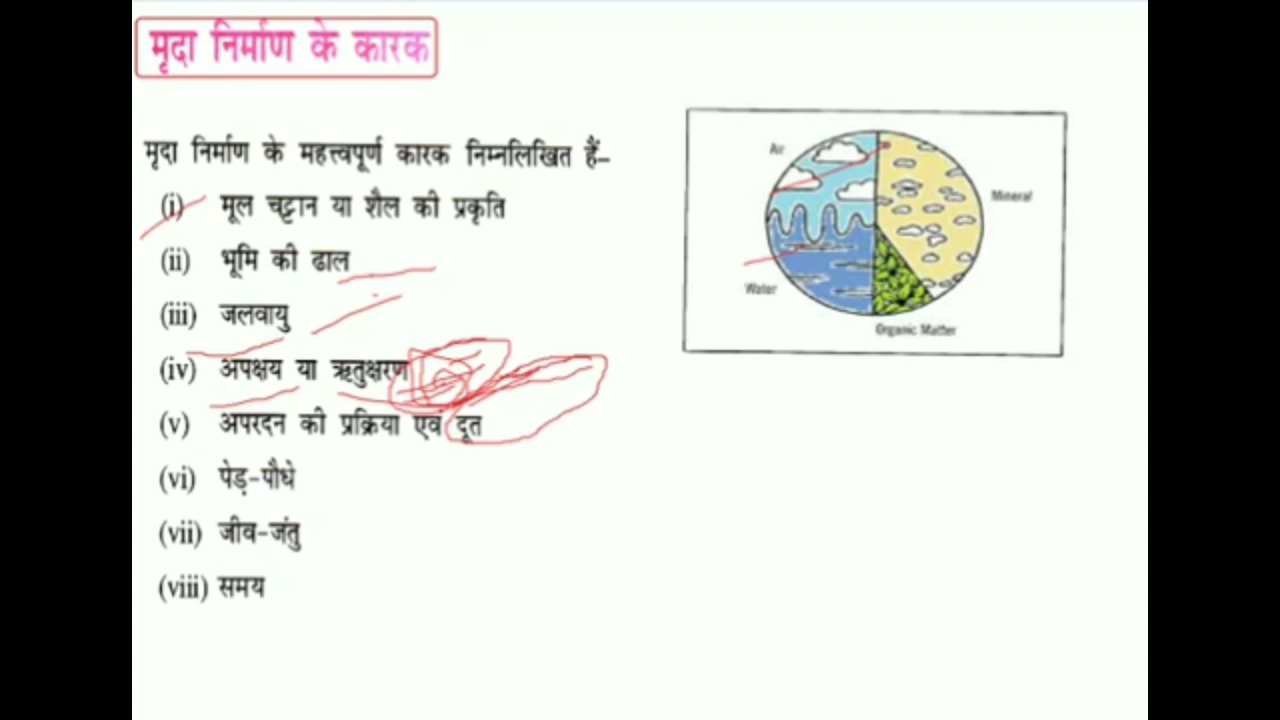 मृदा निर्माण के कारक
मृदा निर्माण के महत्त्वपूर्ण कारक निम्नलिखित हैं–
(i) मूल चट्टान या शैल की प्रकृति
(ii) भूमि की ढाल
(iii) जलवायु
(iv) अपक्षय या ऋतुक्षरण
(v) अपरदन की प्रक्रिया एवं दूत
(vi) पेड़-पौधे
(vii) जीव-जंतु
(viii) समय
Air
Mineral
Water
Organic Matter